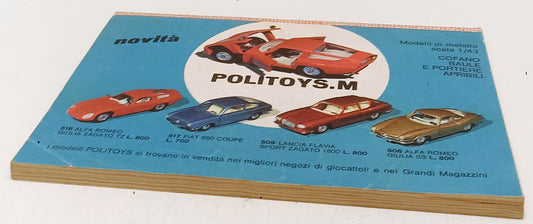 novità
POLITOYS.M
Modelli in metallo
scala 1/43
COFANO
BAULE
E PORTIERE
APRIBILI
516 ALFA ROMEO
GIULIA ZAGATO TZ L. 800
517 FIAT 850 COUPÉ
L. 700
509 LANCIA FLAVIA
SPORT ZAGATO 1800 L. 800
506 ALFA ROMEO
GIULIA SS L. 800
I modelli POLITOYS si trovano in vendita nei migliori negozi di giocattoli e nei Grandi Magazzini